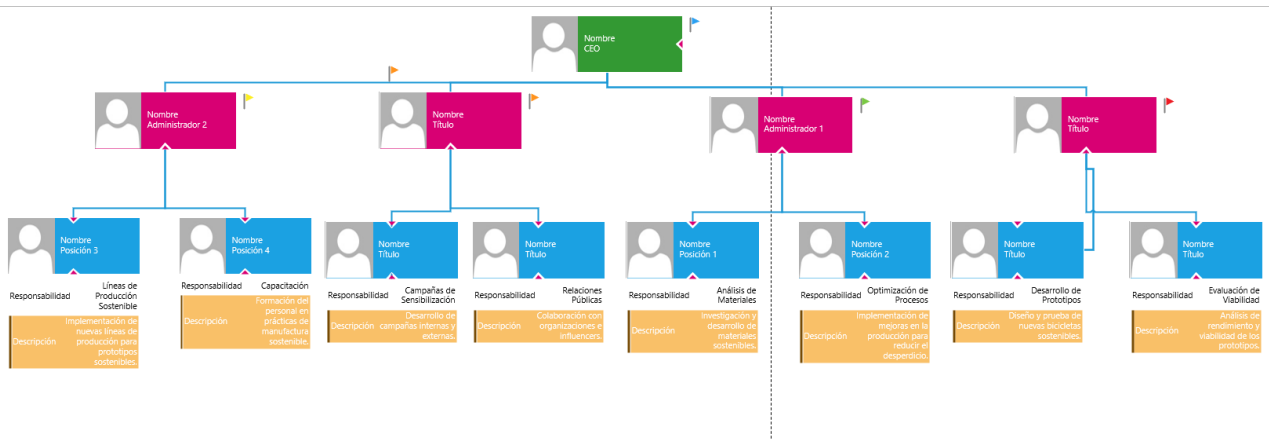 Nombre
CEO
Nombre
Administrador 2
Nombre
Título
Nombre
Administrador 1
Nombre
Título
Nombre
Posición 3
Responsabilidad
Líneas de
Producción
Sostenible
Descripción
Implementación de
nuevas líneas de
producción para
prototipos
sostenibles.
Nombre
Posición 4
Responsabilidad
Capacitación
Descripción
Formación del
personal en
prácticas de
manufactura
sostenible.
Nombre
Título
Responsabilidad
Campañas de
Sensibilización
Descripción
Desarrollo de
campañas internas y
externas.
Nombre
Título
Responsabilidad
Relaciones
Públicas
Descripción
Colaboración con
organizaciones e
influencers.
Nombre
Posición 1
Responsabilidad
Análisis de
Materiales
Descripción
Investigación y
desarrollo de
materiales
sostenibles.
Nombre
Posición 2
Responsabilidad
Optimización de
Procesos
Descripción
Implementación de
mejoras en la
producción para
reducir el
desperdicio.
Nombre
Título
Responsabilidad
Desarrollo de
Prototipos
Descripción
Diseño y prueba de
nuevas bicicletas
sostenibles.
Nombre
Título
Responsabilidad
Evaluación de
Viabilidad
Descripción
Análisis de
rendimiento y
viabilidad de los
prototipos.